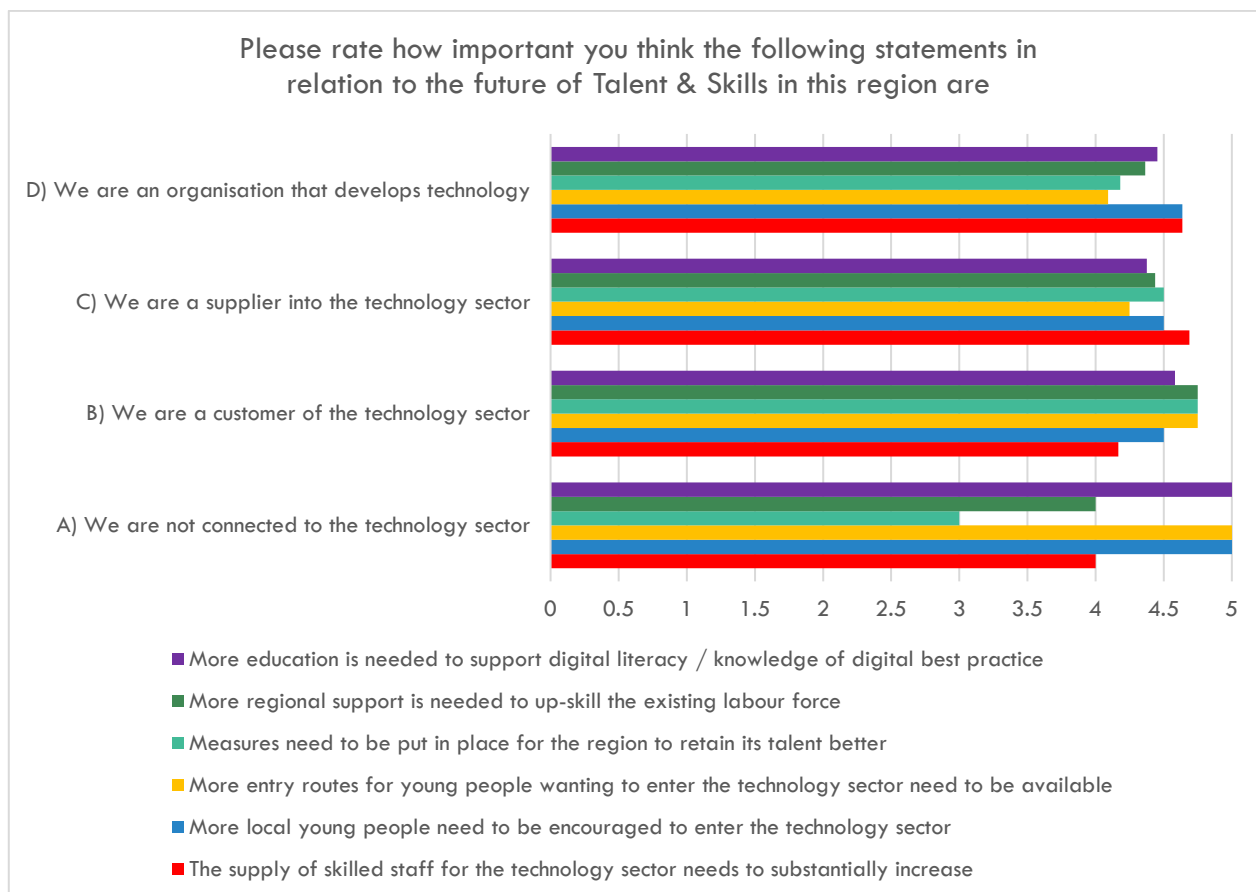 Please rate how important you think the following statements in
relation to the future of Talent & Skills in this region are
D) We are an organisation that develops technology
C) We are a supplier into the technology sector
B) We are a customer of the technology sector
A) We are not connected to the technology sector
0 0.5 1 1.5 2 2.5 3 3.5 4 4.5 5
More education is needed to support digital literacy / knowledge of digital best practice
More regional support is needed to up-skill the existing labour force
Measures need to be put in place for the region to retain its talent better
More entry routes for young people wanting to enter the technology sector need to be available
More local young people need to be encouraged to enter the technology sector
The supply of skilled staff for the technology sector needs to substantially increase